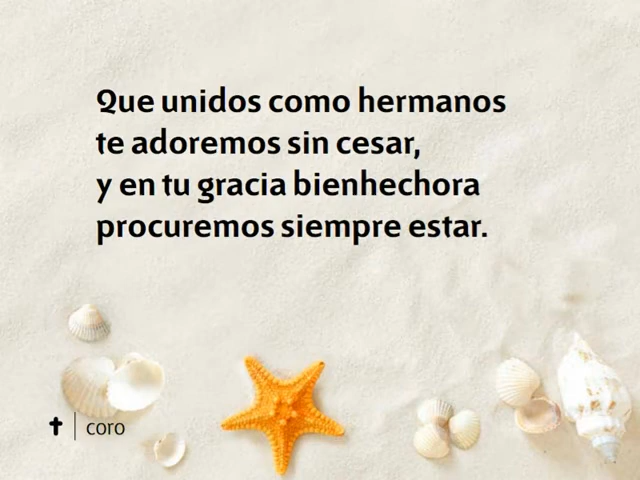 Que unidos como hermanos
te adoremos sin cesar,
y en tu gracia bienhechora
procuremos siempre estar.
✝ | coro